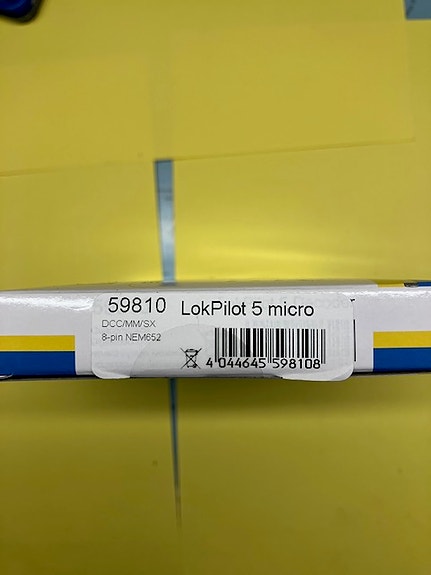 59810 LokPilot 5 micro
DCC/MM/SX
8-pin NEM652
4 044645 598108